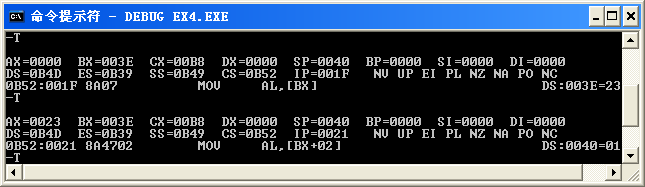 命令提示符 - DEBUG EX4.EXE
-T
AX=0000 BX=003E CX=00B8 DX=0000 SP=0040 BP=0000 SI=0000 DI=0000
DS=0B4D ES=0B39 SS=0B49 CS=0B52 IP=001F NV UP EI PL NZ NA PO NC
0B52:001F 8A07 MOV AL,[BX] DS:003E=23
-T
AX=0023 BX=003E CX=00B8 DX=0000 SP=0040 BP=0000 SI=0000 DI=0000
DS=0B4D ES=0B39 SS=0B49 CS=0B52 IP=0021 NV UP EI PL NZ NA PO NC
0B52:0021 8A4702 MOV AL,[BX+02] DS:0040=01
-T